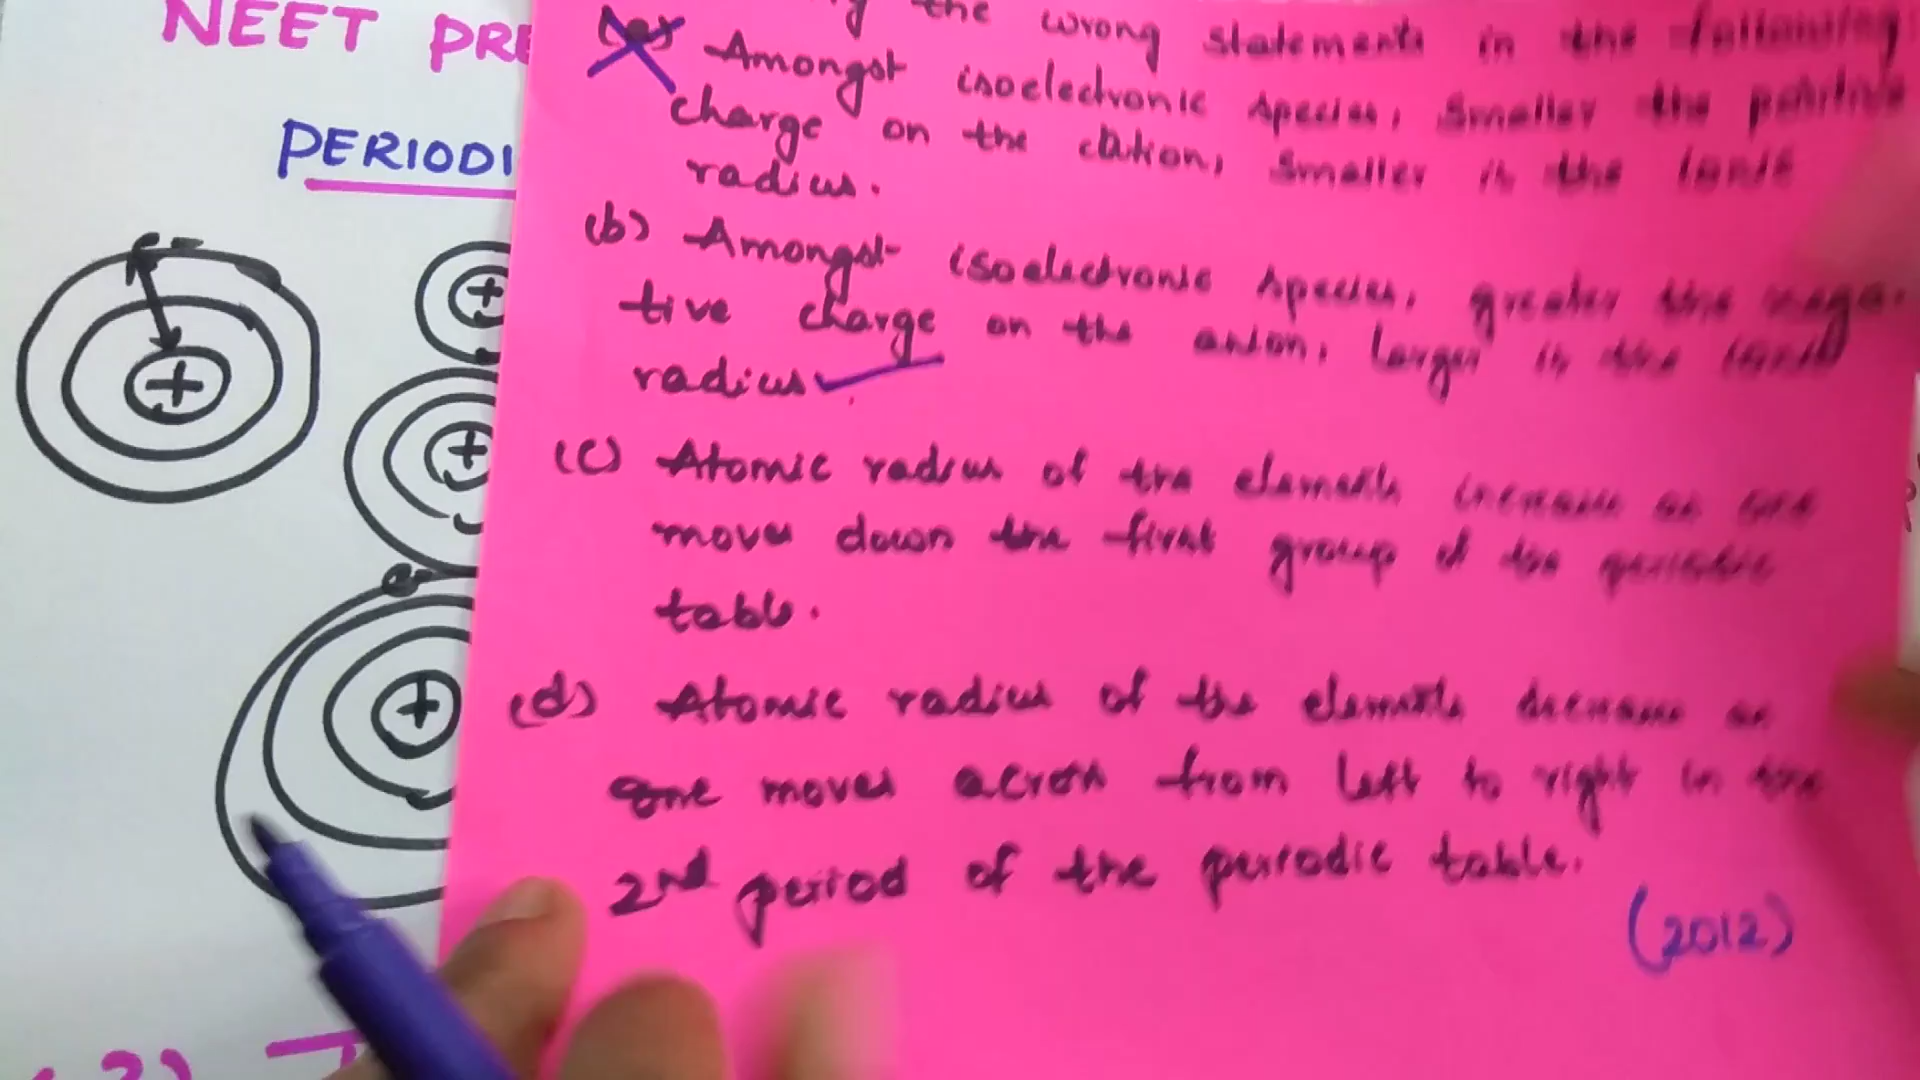 NEET PRE
PERIODI
the wrong statements in the following:
(a) Amongst isoelectronic species, smaller the positive
charge on the cation, smaller is the ionic
radius.
(b) Amongst isoelectronic species, greater the nega-
tive charge on the anion, larger is the ionic
radius
(c) Atomic radius of the elements increase as one
moves down the first group of the periodic
table.
(d) Atomic radius of the elements decrease as
one moves across from left to right in the
2nd period of the periodic table.
(2012)
e-
+
+
+
e-
+